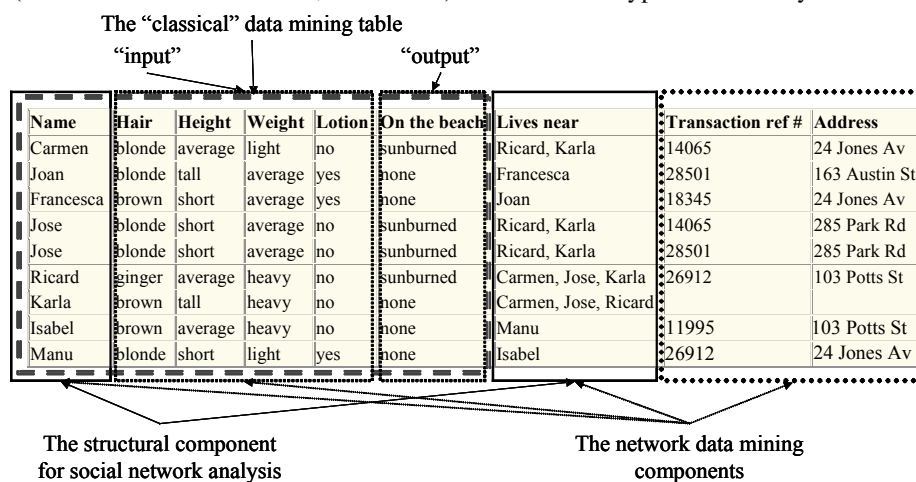 The “classical” data mining table
“input” “output”
Name Hair Height Weight Lotion On the beach Lives near Transaction ref # Address
Carmen blonde average light no sunburned Ricard, Karla 14065 24 Jones Av
Joan blonde tall average yes none Francesca 28501 163 Austin St
Francesca brown short average yes none Joan 18345 24 Jones Av
Jose blonde short average no sunburned Ricard, Karla 14065 285 Park Rd
Jose blonde short average no sunburned Ricard, Karla 28501 285 Park Rd
Ricard ginger average heavy no sunburned Carmen, Jose, Karla 26912 103 Potts St
Karla brown tall heavy no none Carmen, Jose, Ricard
Isabel brown average heavy no none Manu 11995 103 Potts St
Manu blonde short light yes none Isabel 26912 24 Jones Av
The structural component The network data mining
for social network analysis components